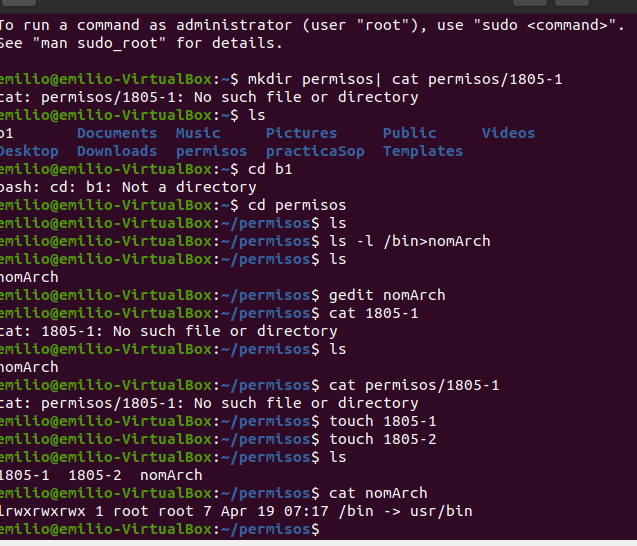 To run a command as administrator (user "root"), use "sudo <command>".
See "man sudo_root" for details.
emilio@emilio-VirtualBox:~$ mkdir permisos| cat permisos/1805-1
cat: permisos/1805-1: No such file or directory
emilio@emilio-VirtualBox:~$ ls
b1 Documents Music Pictures Public Videos
Desktop Downloads permisos practicaSop Templates
emilio@emilio-VirtualBox:~$ cd b1
bash: cd: b1: Not a directory
emilio@emilio-VirtualBox:~$ cd permisos
emilio@emilio-VirtualBox:~/permisos$ ls
emilio@emilio-VirtualBox:~/permisos$ ls -l /bin>nomArch
emilio@emilio-VirtualBox:~/permisos$ ls
nomArch
emilio@emilio-VirtualBox:~/permisos$ gedit nomArch
emilio@emilio-VirtualBox:~/permisos$ cat 1805-1
cat: 1805-1: No such file or directory
emilio@emilio-VirtualBox:~/permisos$ ls
nomArch
emilio@emilio-VirtualBox:~/permisos$ cat permisos/1805-1
cat: permisos/1805-1: No such file or directory
emilio@emilio-VirtualBox:~/permisos$ touch 1805-1
emilio@emilio-VirtualBox:~/permisos$ touch 1805-2
emilio@emilio-VirtualBox:~/permisos$ ls
1805-1 1805-2 nomArch
emilio@emilio-VirtualBox:~/permisos$ cat nomArch
lrwxrwxrwx 1 root root 7 Apr 19 07:17 /bin -> usr/bin
emilio@emilio-VirtualBox:~/permisos$